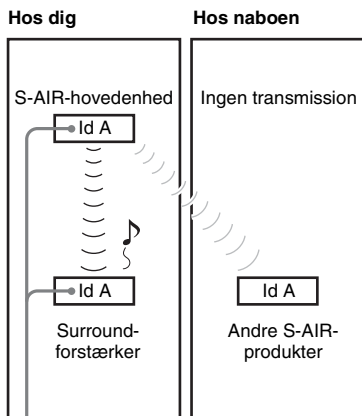 Hos dig
Hos naboen
S-AIR-hovedenhed
Ingen transmission
Id A
Id A
Id A
Surround-
forstærker
Andre S-AIR-
produkter